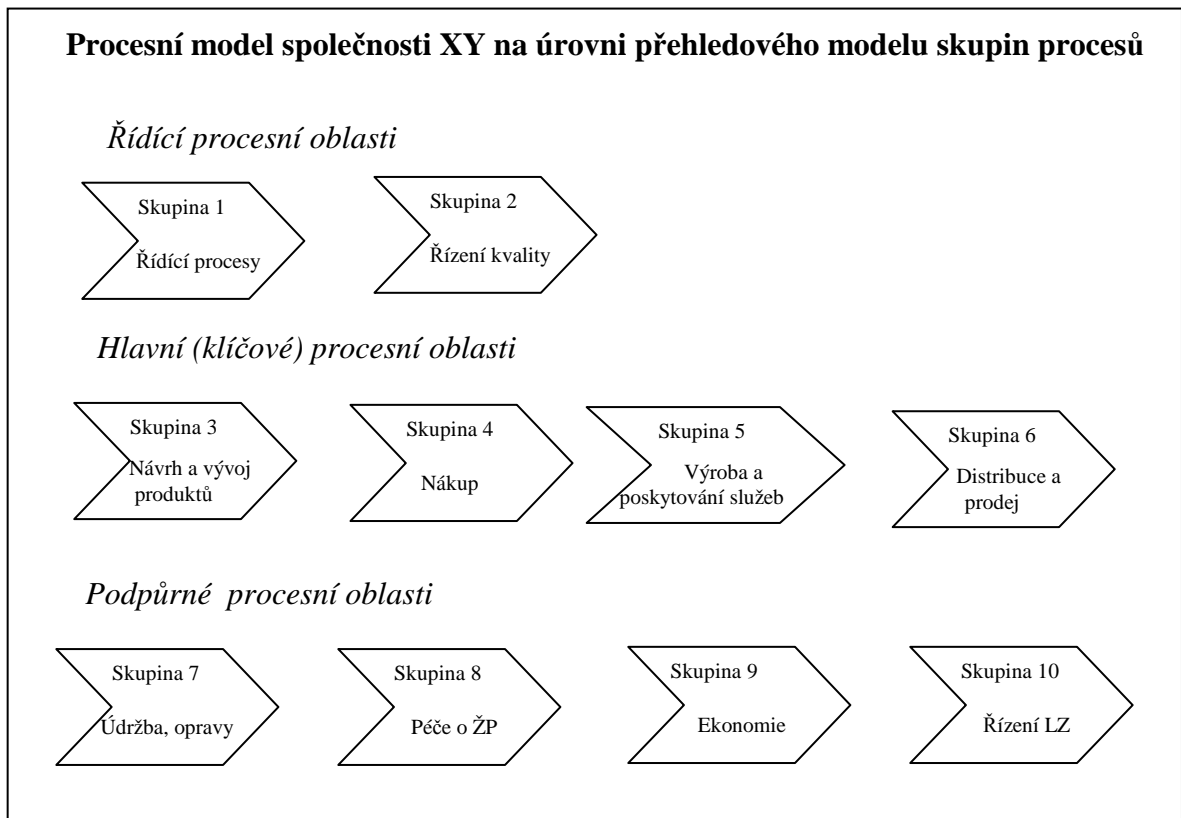 Procesní model společnosti XY na úrovni přehledového modelu skupin procesů
Řídící procesní oblasti
Skupina 1
Řídící procesy
Skupina 2
Řízení kvality
Hlavní (klíčové) procesní oblasti
Skupina 3
Návrh a vývoj
produktů
Skupina 4
Nákup
Skupina 5
Výroba a
poskytování služeb
Skupina 6
Distribuce a
prodej
Podpůrné procesní oblasti
Skupina 7
Údržba, opravy
Skupina 8
Péče o ŽP
Skupina 9
Ekonomie
Skupina 10
Řízení LZ